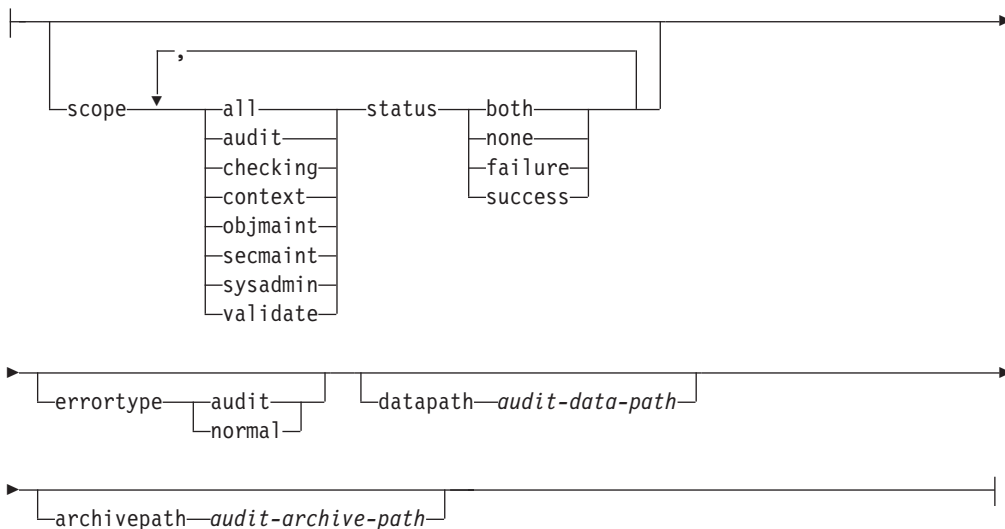 ,
scope all status both
audit none
checking failure
context success
objmaint
secmaint
sysadmin
validate
errortype audit datapath audit-data-path
normal
archivepath audit-archive-path